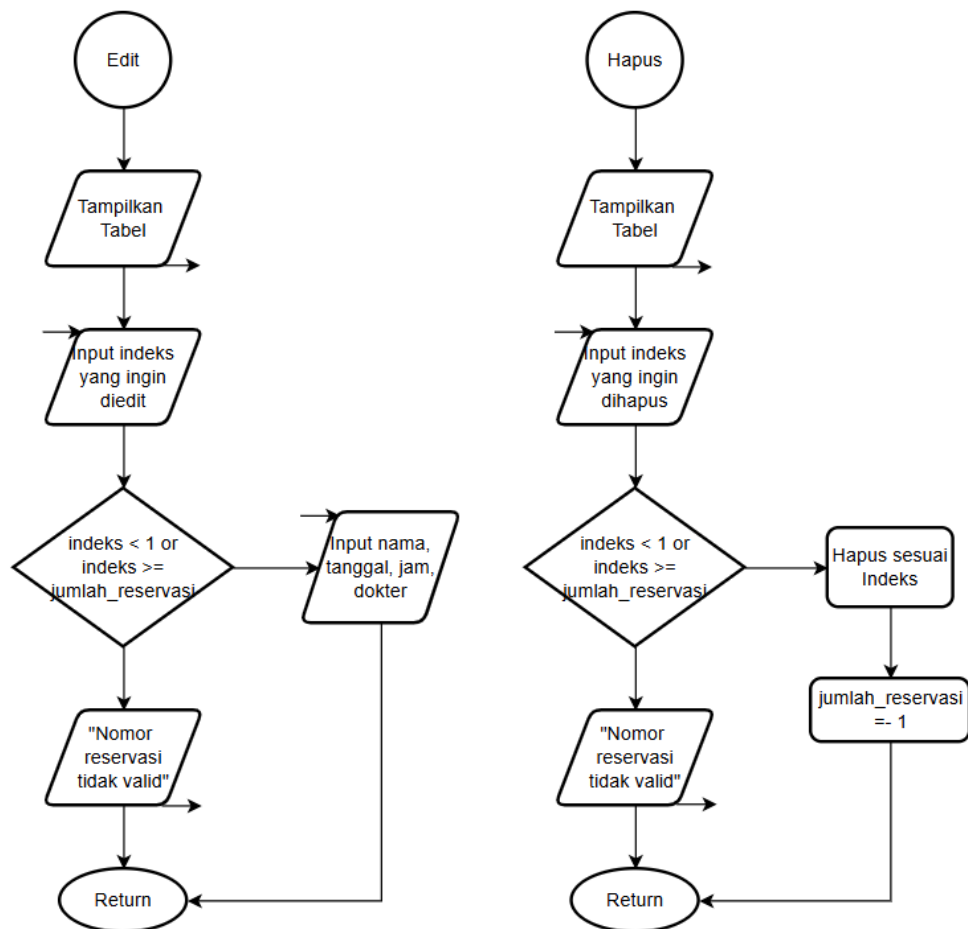 Edit
Tampilkan
Tabel
Input indeks
yang ingin
diedit
indeks < 1 or
indeks >=
jumlah_reservasi
Input nama,
tanggal, jam,
dokter
"Nomor
reservasi
tidak valid"
Return
Hapus
Tampilkan
Tabel
Input indeks
yang ingin
dihapus
indeks < 1 or
indeks >=
jumlah_reservasi
Hapus sesuai
Indeks
jumlah_reservasi
=- 1
"Nomor
reservasi
tidak valid"
Return